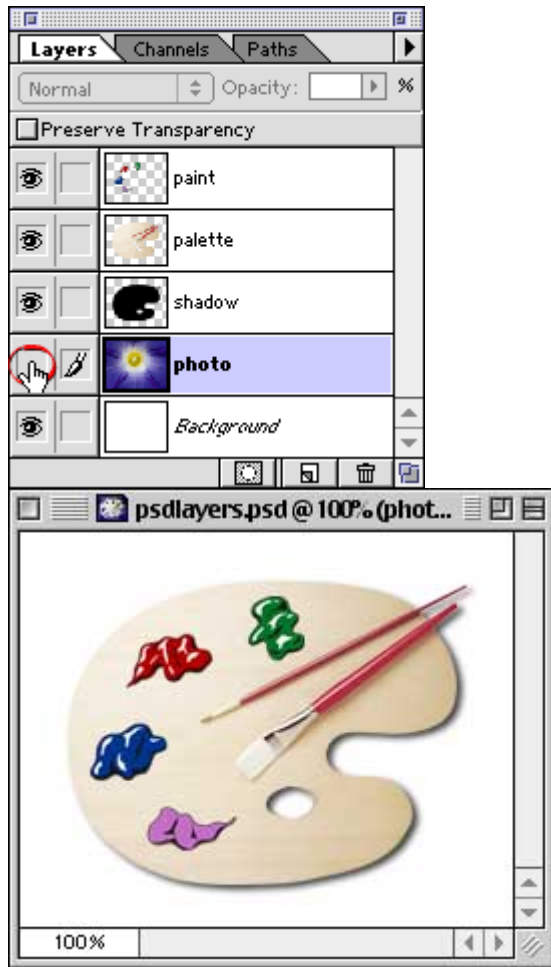 Layers Channels Paths
Normal Opacity: %
Preserve Transparency
paint
palette
shadow
photo
Background
psdlayers.psd @ 100% (phot...
100%